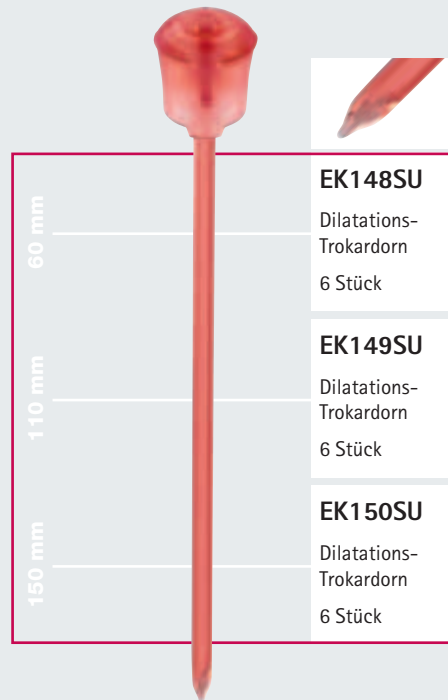 60 mm
EK148SU
Dilatations-
Trokardorn
6 Stück
110 mm
EK149SU
Dilatations-
Trokardorn
6 Stück
150 mm
EK150SU
Dilatations-
Trokardorn
6 Stück